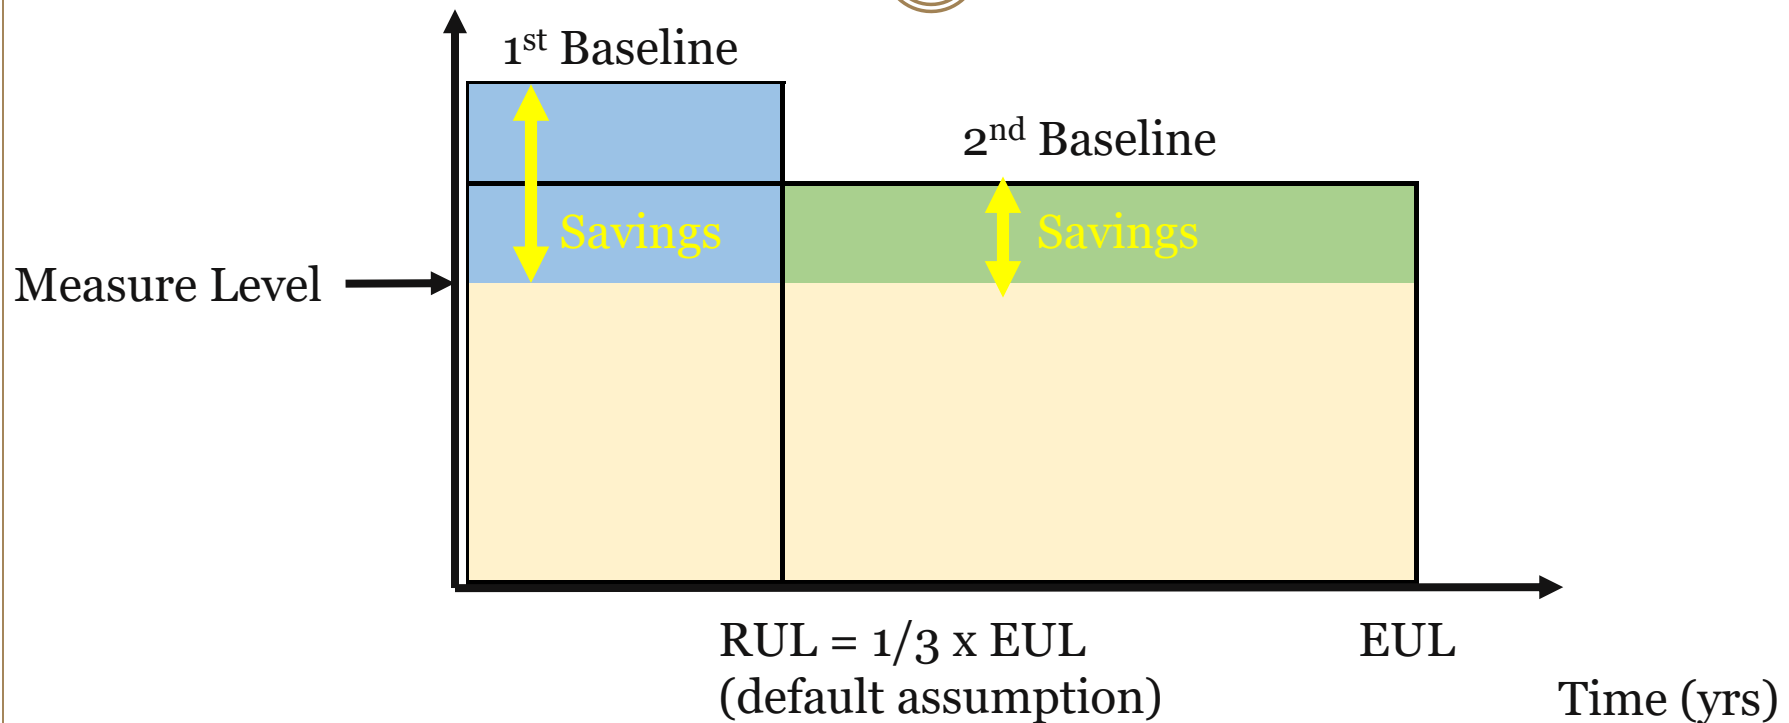 1st Baseline
2nd Baseline
Savings
Savings
Measure Level
RUL = 1/3 x EUL
(default assumption)
EUL
Time (yrs)